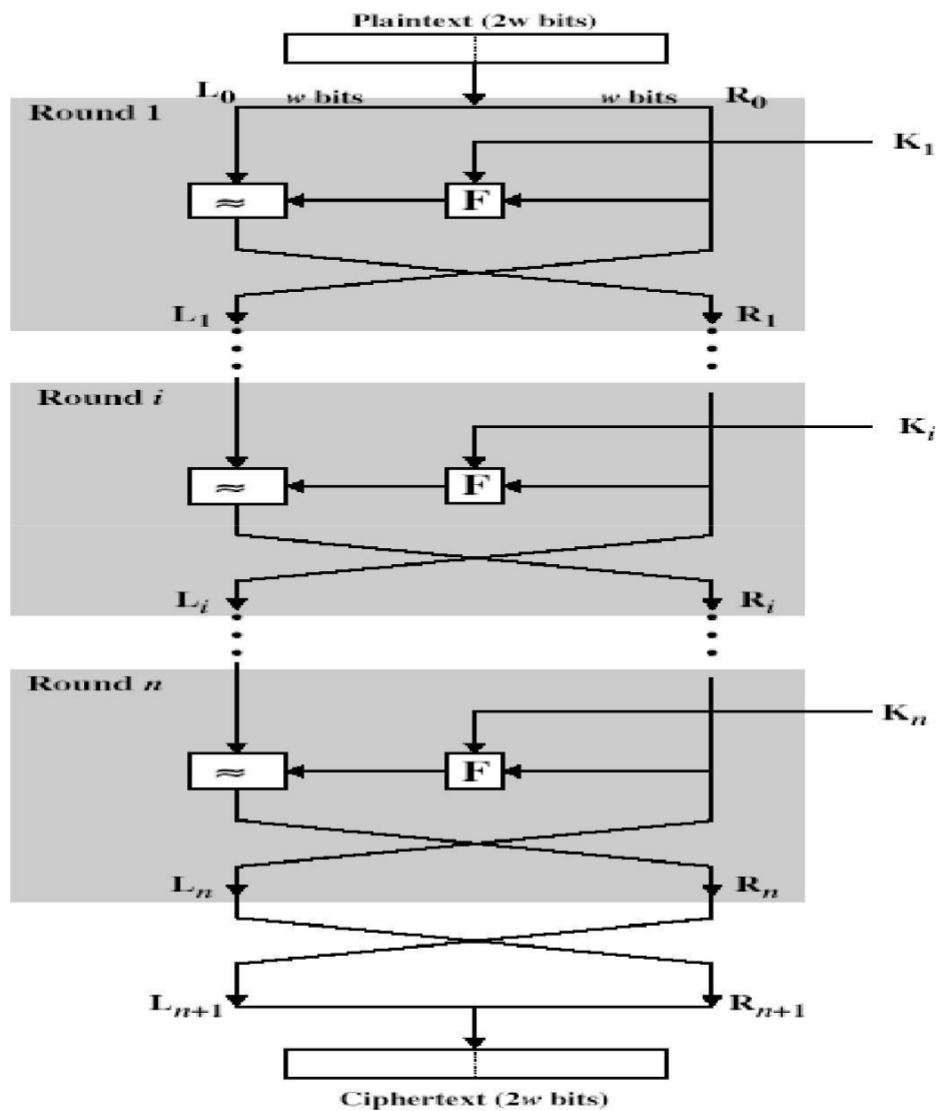 Plaintext (2w bits)
L₀ w bits w bits R₀
Round 1
K₁
≈ F
L₁ R₁
Round i
Kᵢ
≈ F
Lᵢ Rᵢ
Round n
Kₙ
≈ F
Lₙ Rₙ
Lₙ₊₁ Rₙ₊₁
Ciphertext (2w bits)